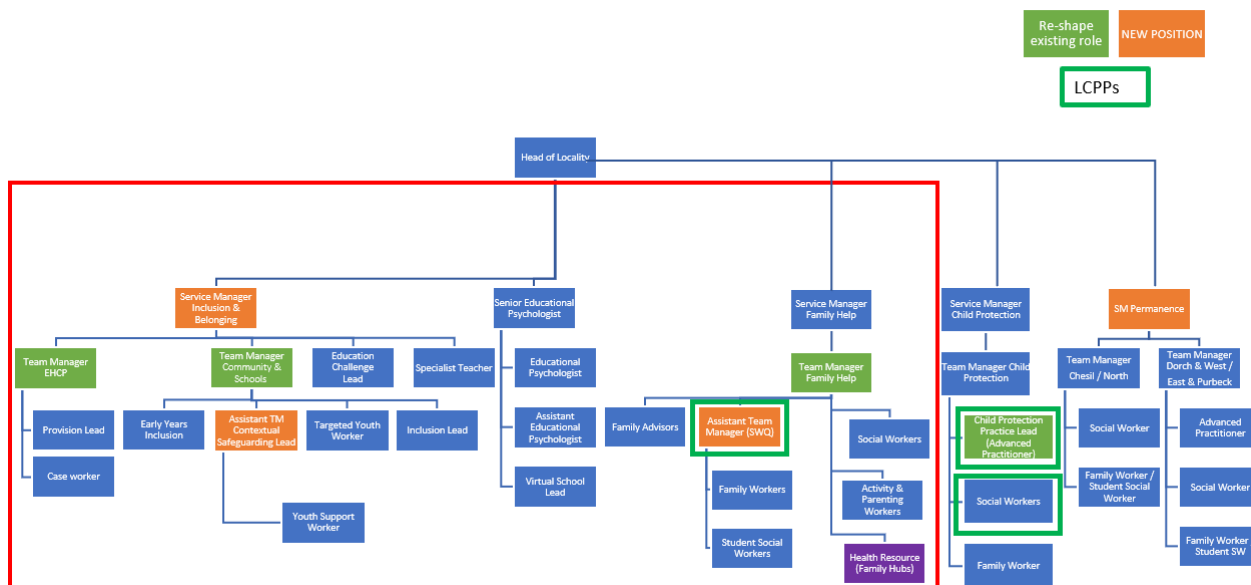 Re-shape
existing role
NEW POSITION
LCPPs
Head of Locality
Service Manager
Inclusion &
Belonging
Senior Educational
Psychologist
Service Manager
Family Help
Service Manager
Child Protection
SM Permanence
Team Manager
EHCP
Team Manager
Community &
Schools
Education
Challenge
Lead
Specialist Teacher
Educational
Psychologist
Team Manager
Family Help
Team Manager Child
Protection
Team Manager
Chesil / North
Team Manager
Dorch & West /
East & Purbeck
Provision Lead
Early Years
Inclusion
Assistant TM
Contextual
Safeguarding Lead
Targeted Youth
Worker
Inclusion Lead
Assistant
Educational
Psychologist
Family Advisors
Assistant Team
Manager (SWQ)
Social Workers
Child Protection
Practice Lead
(Advanced
Practitioner)
Social Worker
Advanced
Practitioner
Case worker
Virtual School
Lead
Family Workers
Activity &
Parenting
Workers
Social Workers
Family Worker /
Student Social
Worker
Social Worker
Youth Support
Worker
Student Social
Workers
Health Resource
(Family Hubs)
Family Worker
Family Worker
Student SW